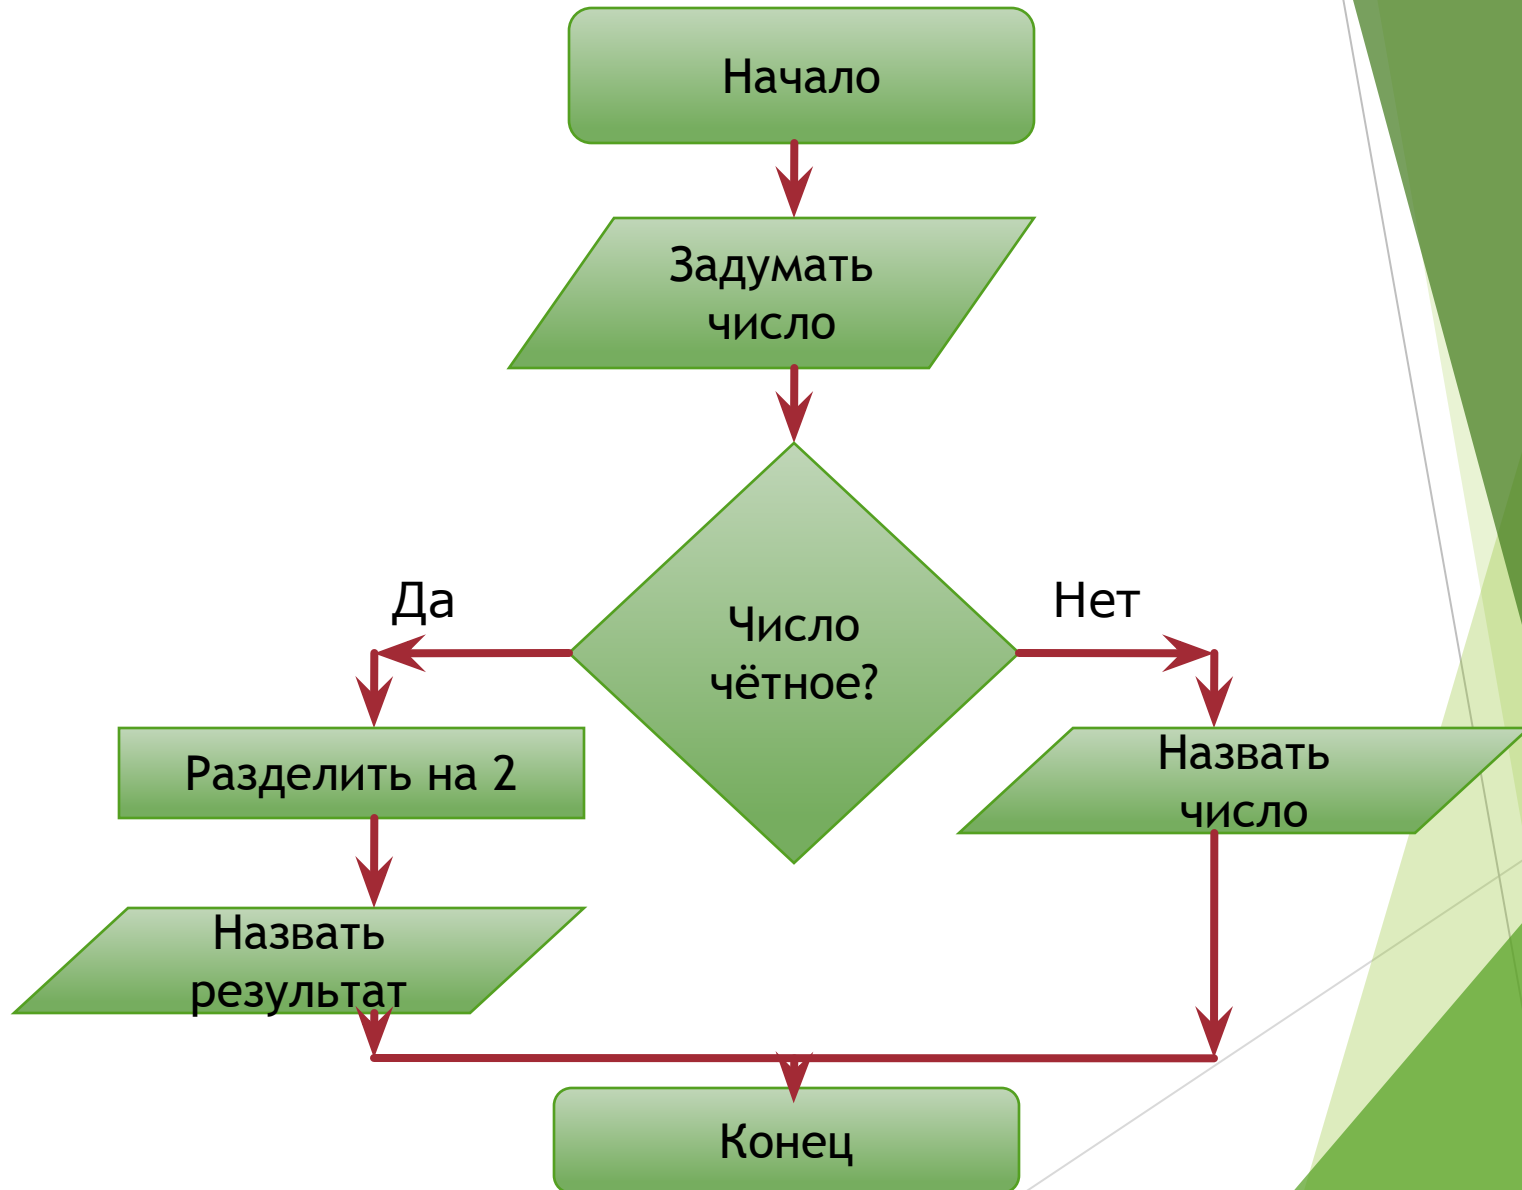 Начало
Задумать
число
Число
чётное?
Да
Нет
Разделить на 2
Назвать
число
Назвать
результат
Конец